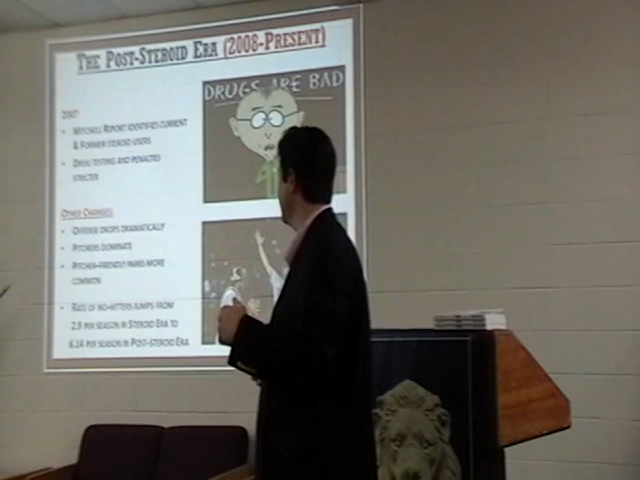 THE POST-STEROID ERA (2008-PRESENT)
DRUGS ARE BAD
2007
• MITCHELL REPORT IDENTIFIES CURRENT
& FORMER STEROID USERS
• DRUG TESTING AND PENALTIES
STRICTER
OTHER CHANGES:
• OFFENSE DROPS DRAMATICALLY
• PITCHERS DOMINATE
• PITCHER-FRIENDLY PARKS MORE
COMMON
• RATE OF NO-HITTERS JUMPS FROM
2.9 PER SEASON IN STEROID ERA TO
6.14 PER SEASON IN POST-STEROID ERA